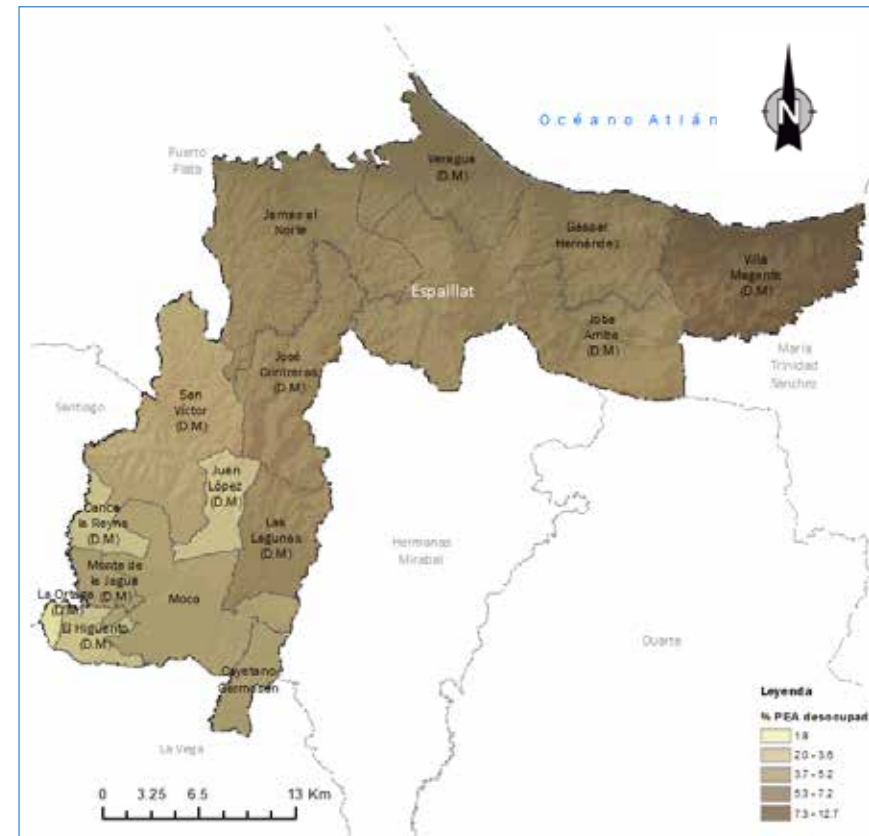 Océano Atlán
N
Puerto
Plata
Veragua
(D.M)
Jamao al
Norte
Gaspar
Hernández
Villa
Magante
(D.M)
Espaillat
Joba
Arriba
(D.M)
María
Trinidad
Sánchez
José
Contreras
(D.M)
San
Víctor
(D.M)
Santiago
Juan
López
(D.M)
Canca
la Reyna
(D.M)
Las
Lagunas
(D.M)
Hermanas
Mirabal
Monte de
la Jagua
(D.M)
La Ortega
(D.M)
El Higüerito
(D.M)
Moca
Duarte
Cayetano
Germosén
La Vega
Leyenda
% PEA desocupad
1.9
2.0 - 3.6
3.7 - 5.2
5.3 - 7.2
7.3 - 12.7
0 3.25 6.5 13 Km